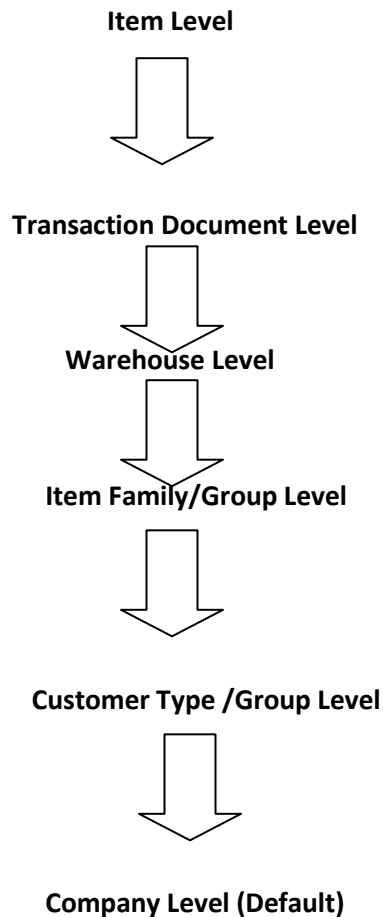 Item Level
Transaction Document Level
Warehouse Level
Item Family/Group Level
Customer Type /Group Level
Company Level (Default)